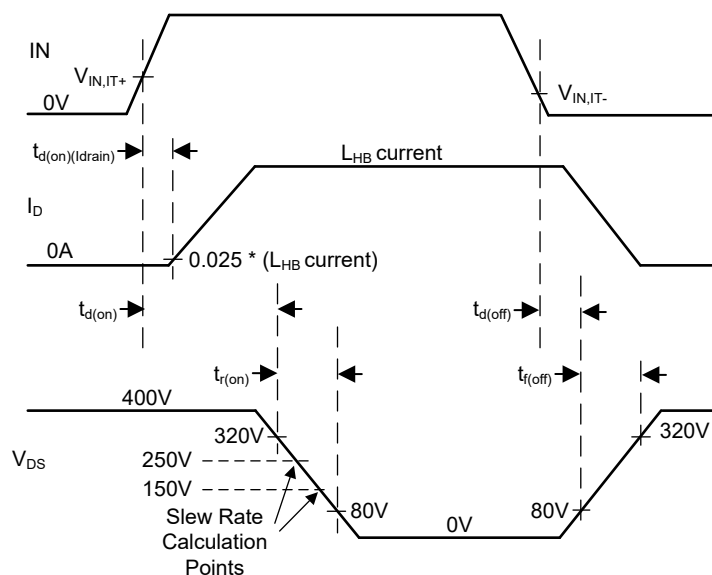 IN
V_IN,IT+
0V
V_IN,IT-
t_d(on)(Idrain)
L_HB current
I_D
0A
0.025 * (L_HB current)
t_d(on)
t_d(off)
t_r(on)
t_f(off)
400V
320V
320V
V_DS
250V
150V
80V
0V
80V
Slew Rate
Calculation
Points